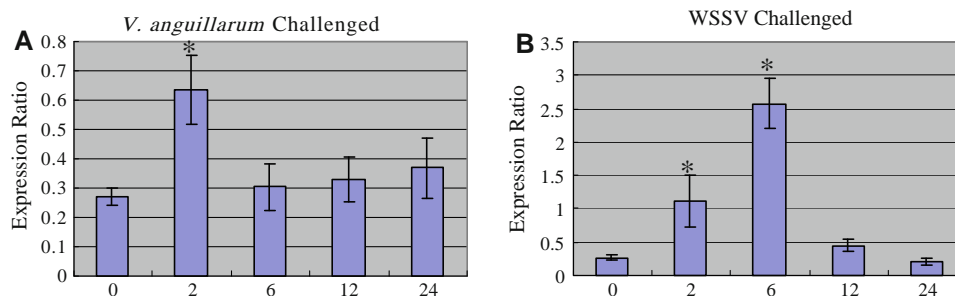 A
V. anguillarum Challenged
0.8
0.7
0.6
0.5
0.4
0.3
0.2
0.1
0
Expression Ratio
*
0 2 6 12 24
B
WSSV Challenged
3.5
3
2.5
2
1.5
1
0.5
0
Expression Ratio
*
*
0 2 6 12 24